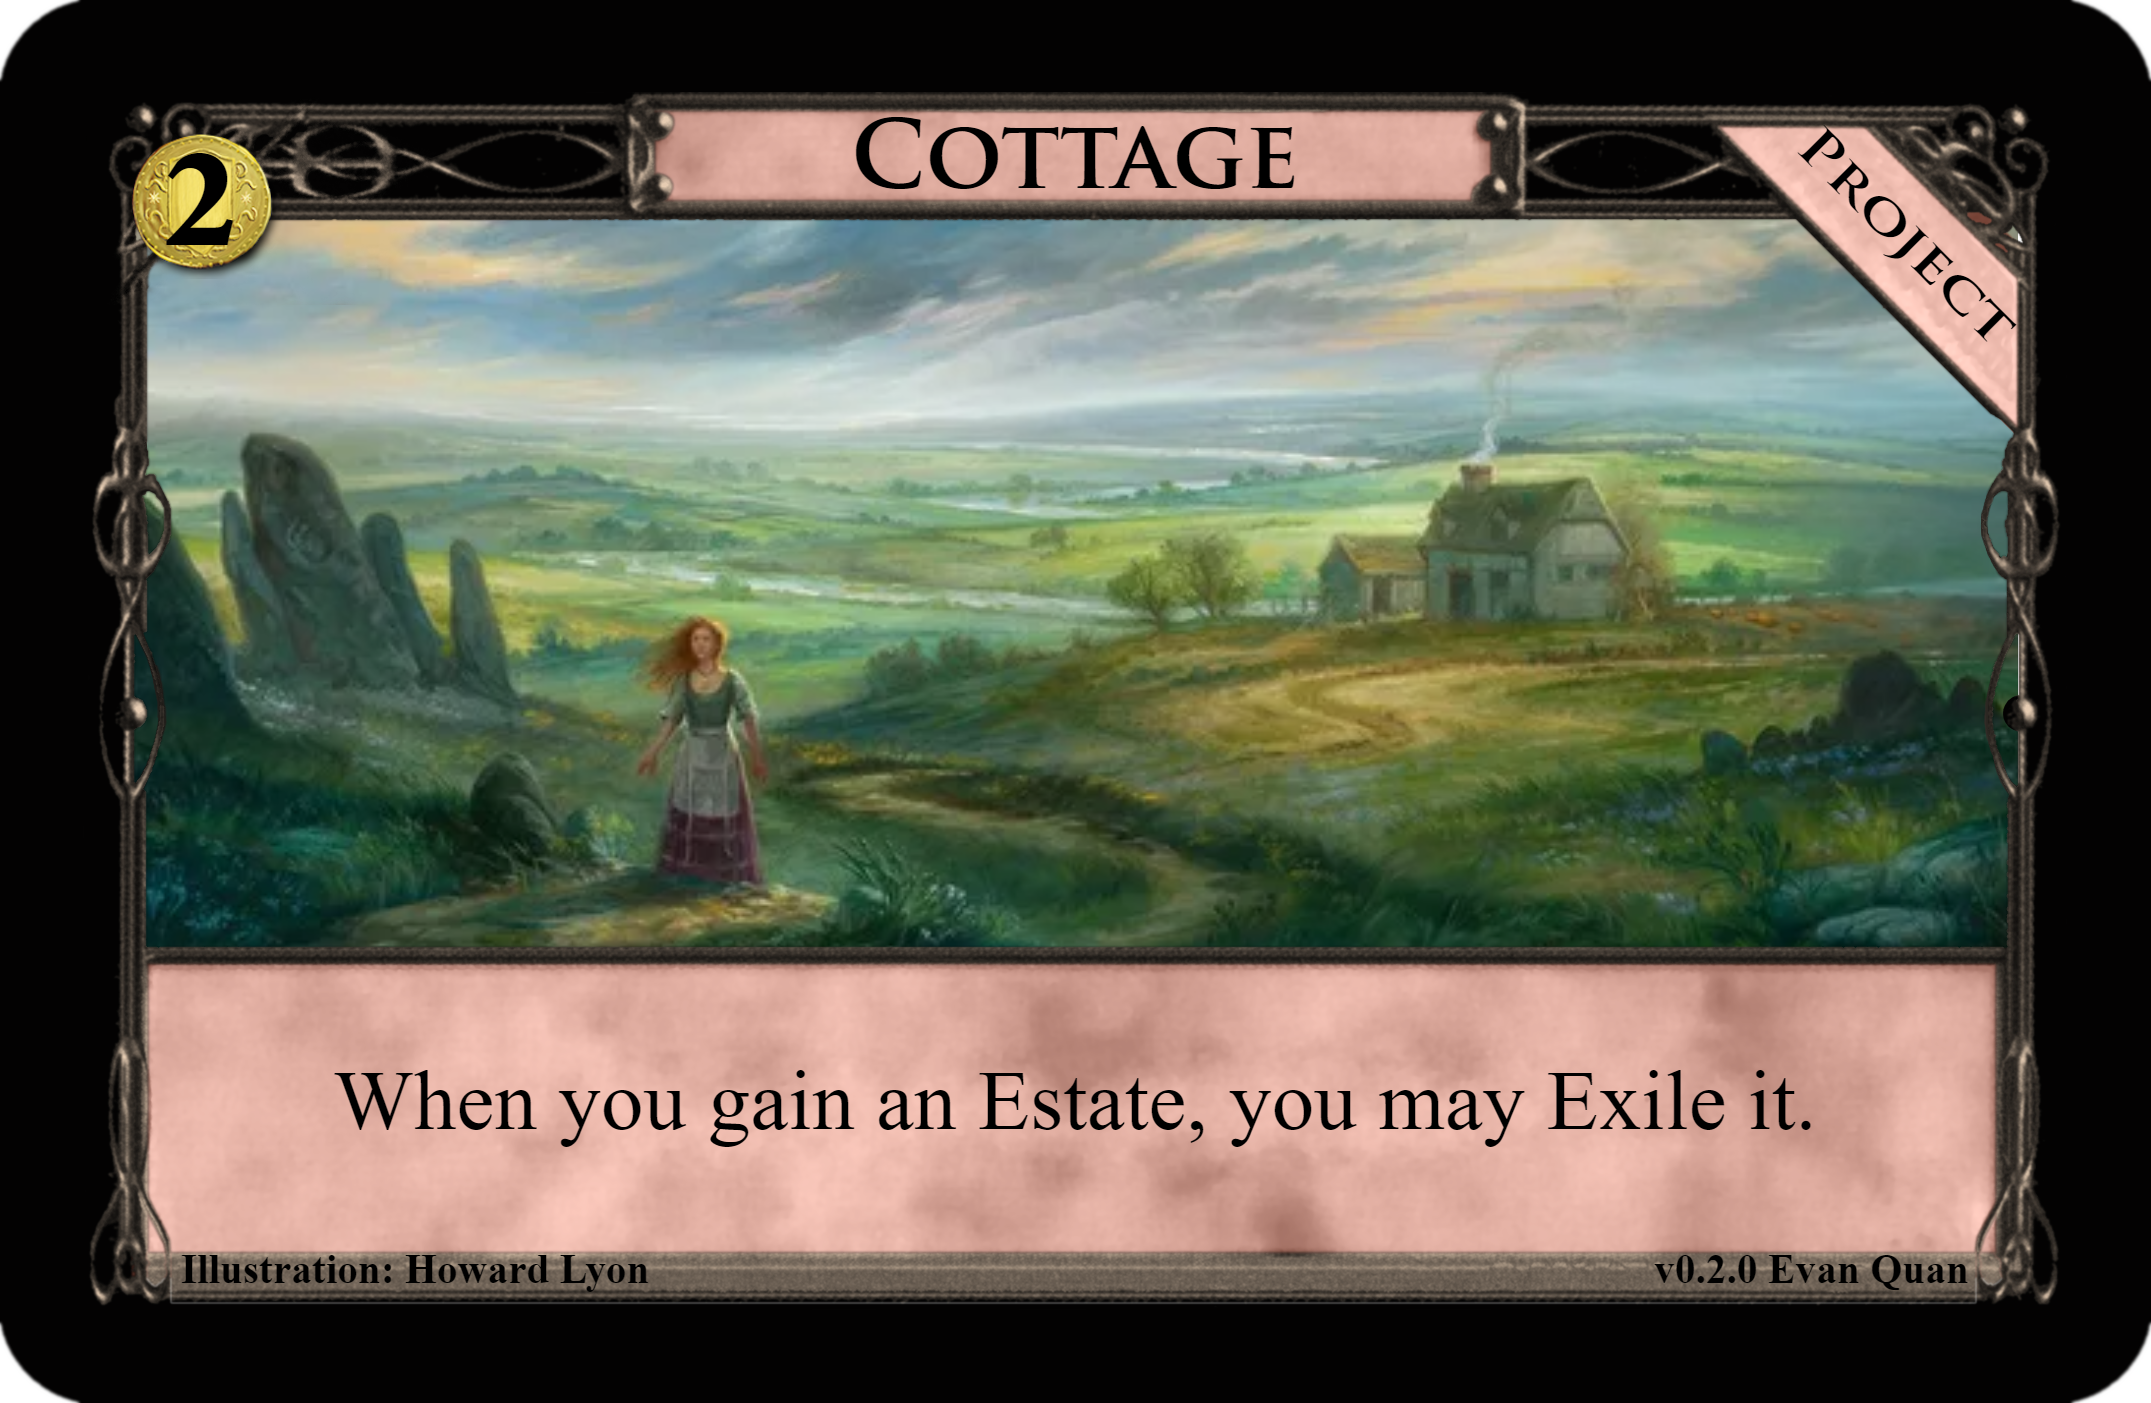 2
COTTAGE
PROJECT
When you gain an Estate, you may Exile it.
Illustration: Howard Lyon
v0.2.0 Evan Quan